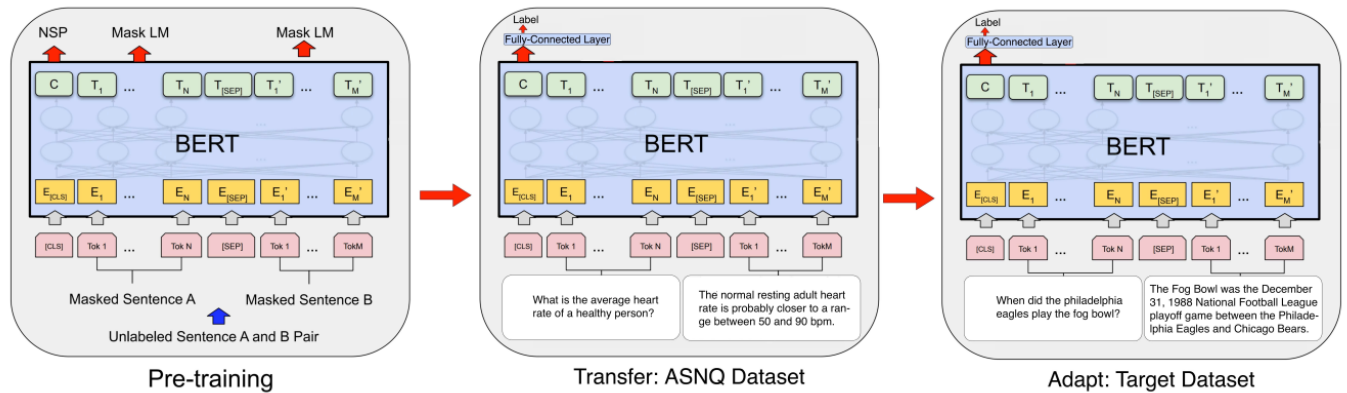 NSP Mask LM Mask LM
C T1 ... TN T[SEP] T1' ... TM'
BERT
E[CLS] E1 ... EN E[SEP] E1' ... EM'
[CLS] Tok 1 ... Tok N [SEP] Tok 1 ... TokM
Masked Sentence A Masked Sentence B
Unlabeled Sentence A and B Pair
Pre-training
Label
Fully-Connected Layer
C T1 ... TN T[SEP] T1' ... TM'
BERT
E[CLS] E1 ... EN E[SEP] E1' ... EM'
[CLS] Tok 1 ... Tok N [SEP] Tok 1 ... TokM
What is the average heart
rate of a healthy person?
The normal resting adult heart
rate is probably closer to a ran-
ge between 50 and 90 bpm.
Transfer: ASNQ Dataset
Label
Fully-Connected Layer
C T1 ... TN T[SEP] T1' ... TM'
BERT
E[CLS] E1 ... EN E[SEP] E1' ... EM'
[CLS] Tok 1 ... Tok N [SEP] Tok 1 ... TokM
When did the philadelphia
eagles play the fog bowl?
The Fog Bowl was the December
31, 1988 National Football League
playoff game between the Philade-
lphia Eagles and Chicago Bears.
Adapt: Target Dataset